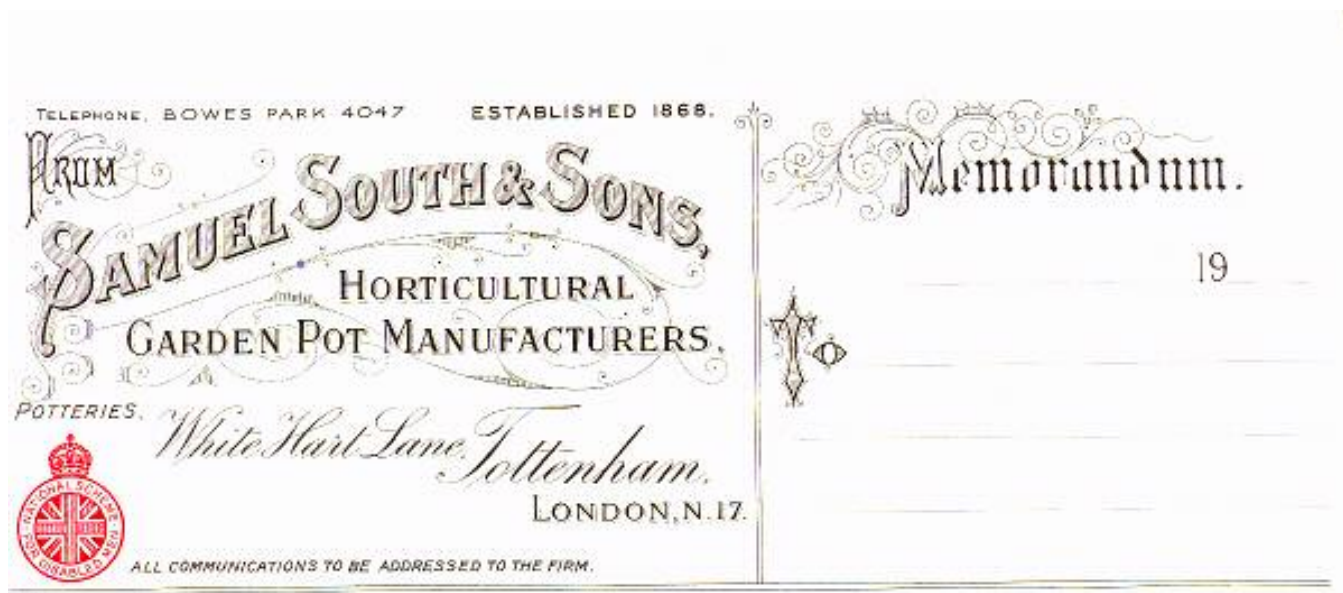 TELEPHONE, BOWES PARK 4047
ESTABLISHED 1868.
FROM
SAMUEL SOUTH & SONS,
HORTICULTURAL
GARDEN POT MANUFACTURERS.
POTTERIES.
White Hart Lane, Tottenham.
LONDON, N.17.
NATIONAL SCHEME FOR DISABLED MEN
ALL COMMUNICATIONS TO BE ADDRESSED TO THE FIRM.
Memorandum.
19
To